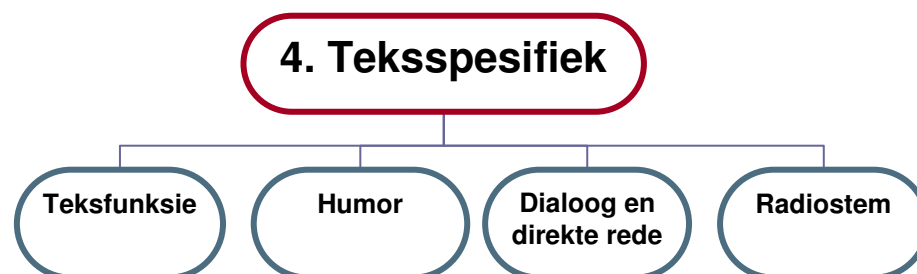 4. Teksspesifiek
Teksfunksie
Humor
Dialoog en
direkte rede
Radiostem